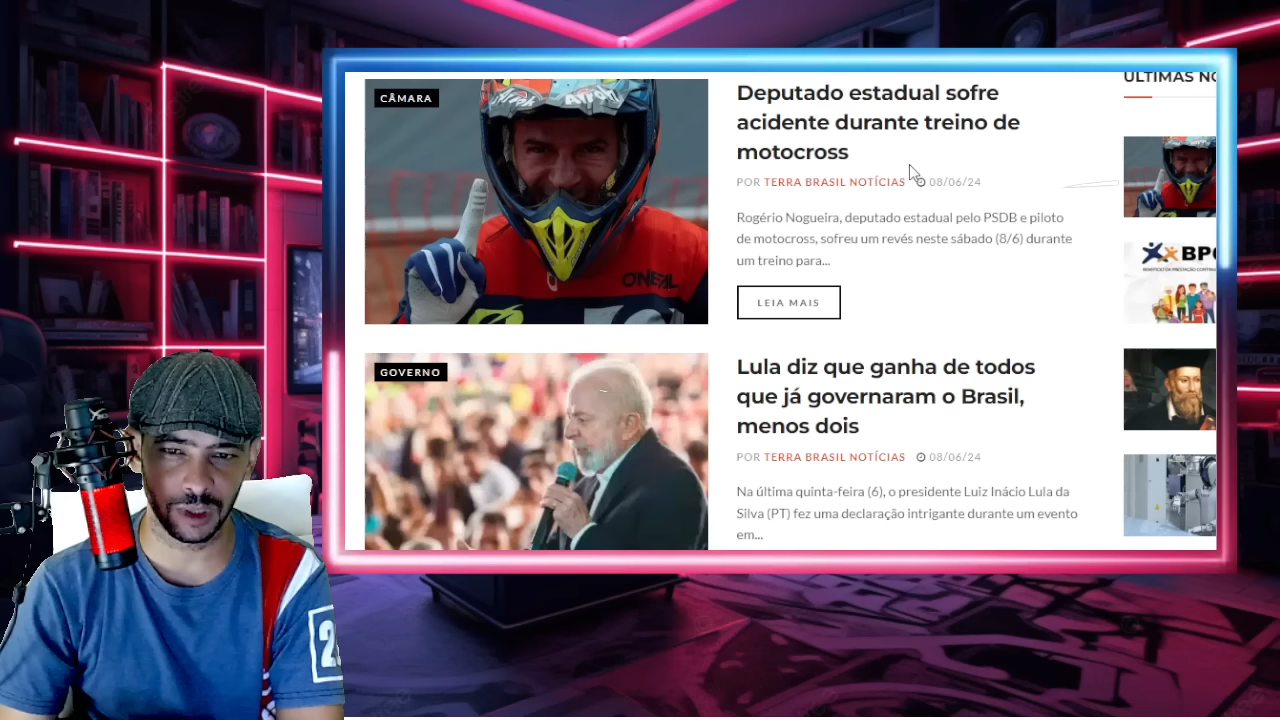 CÂMARA
Deputado estadual sofre
acidente durante treino de
motocross
POR TERRA BRASIL NOTÍCIAS 08/06/24
Rogério Nogueira, deputado estadual pelo PSDB e piloto
de motocross, sofreu um revés neste sábado (8/6) durante
um treino para...
LEIA MAIS
ONEAL
GOVERNO
Lula diz que ganha de todos
que já governaram o Brasil,
menos dois
POR TERRA BRASIL NOTÍCIAS 08/06/24
Na última quinta-feira (6), o presidente Luiz Inácio Lula da
Silva (PT) fez uma declaração intrigante durante um evento
em...
ÚLTIMAS NO
BPC